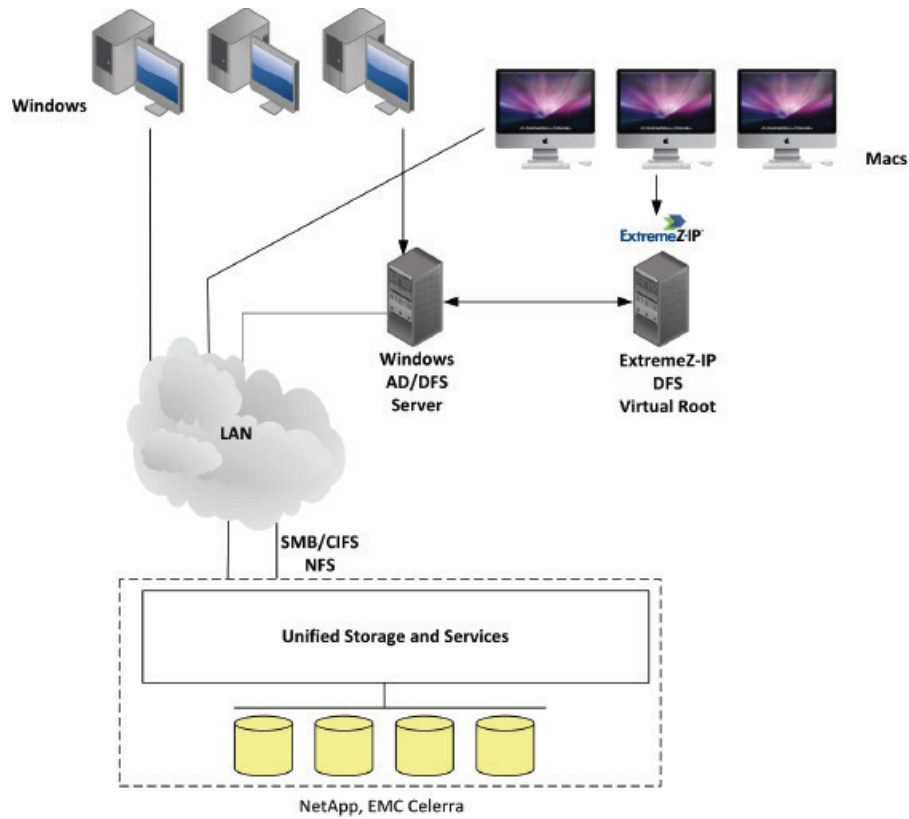 Windows
Macs
ExtremeZ-IP
Windows
AD/DFS
Server
ExtremeZ-IP
DFS
Virtual Root
LAN
SMB/CIFS
NFS
Unified Storage and Services
NetApp, EMC Celerra